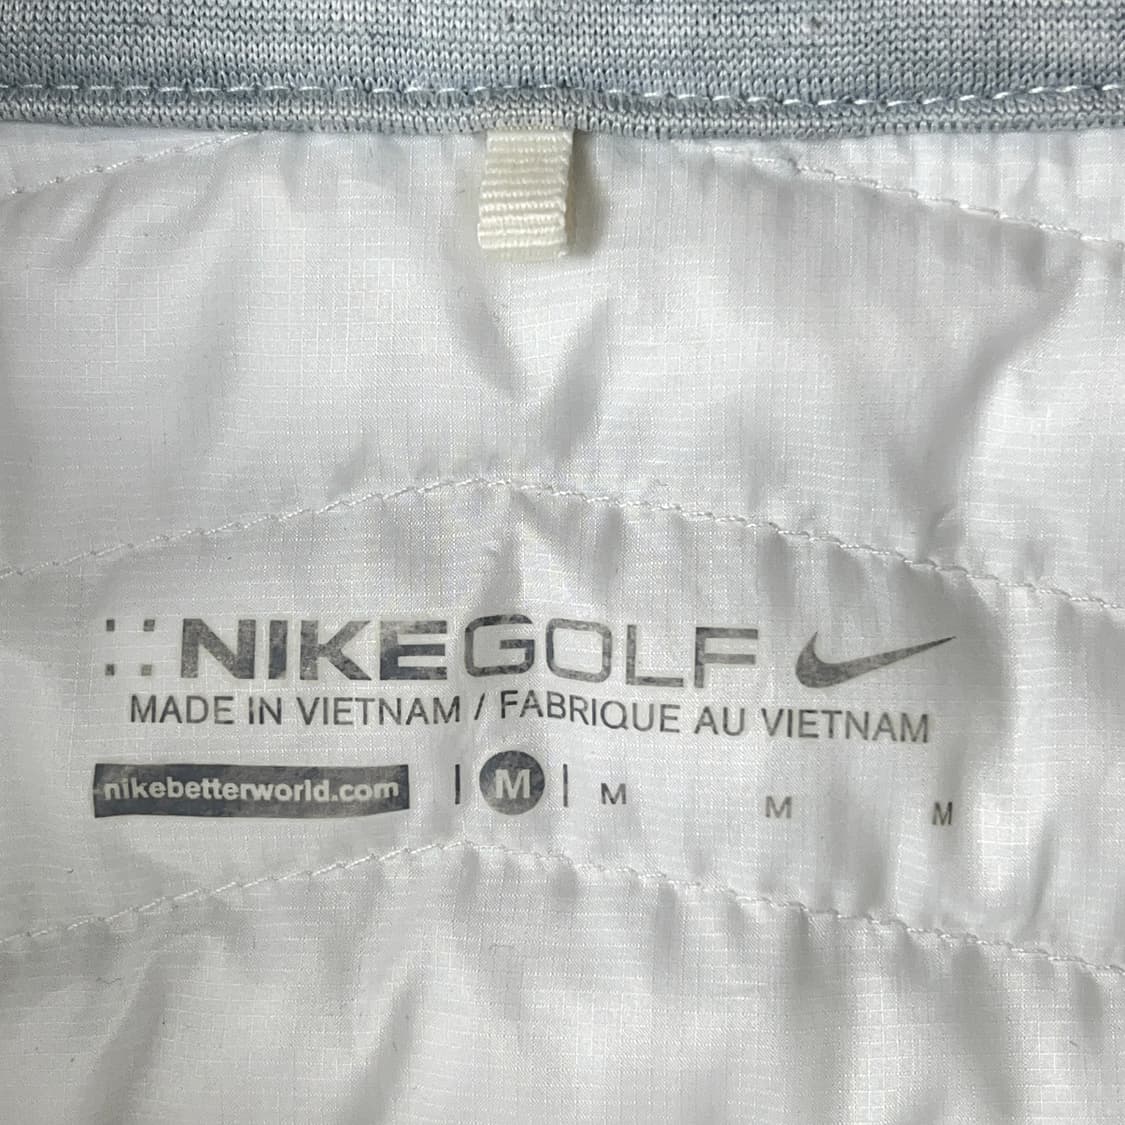 NIKEGOLF
MADE IN VIETNAM / FABRIQUE AU VIETNAM
nikebetterworld.com | M | M M M